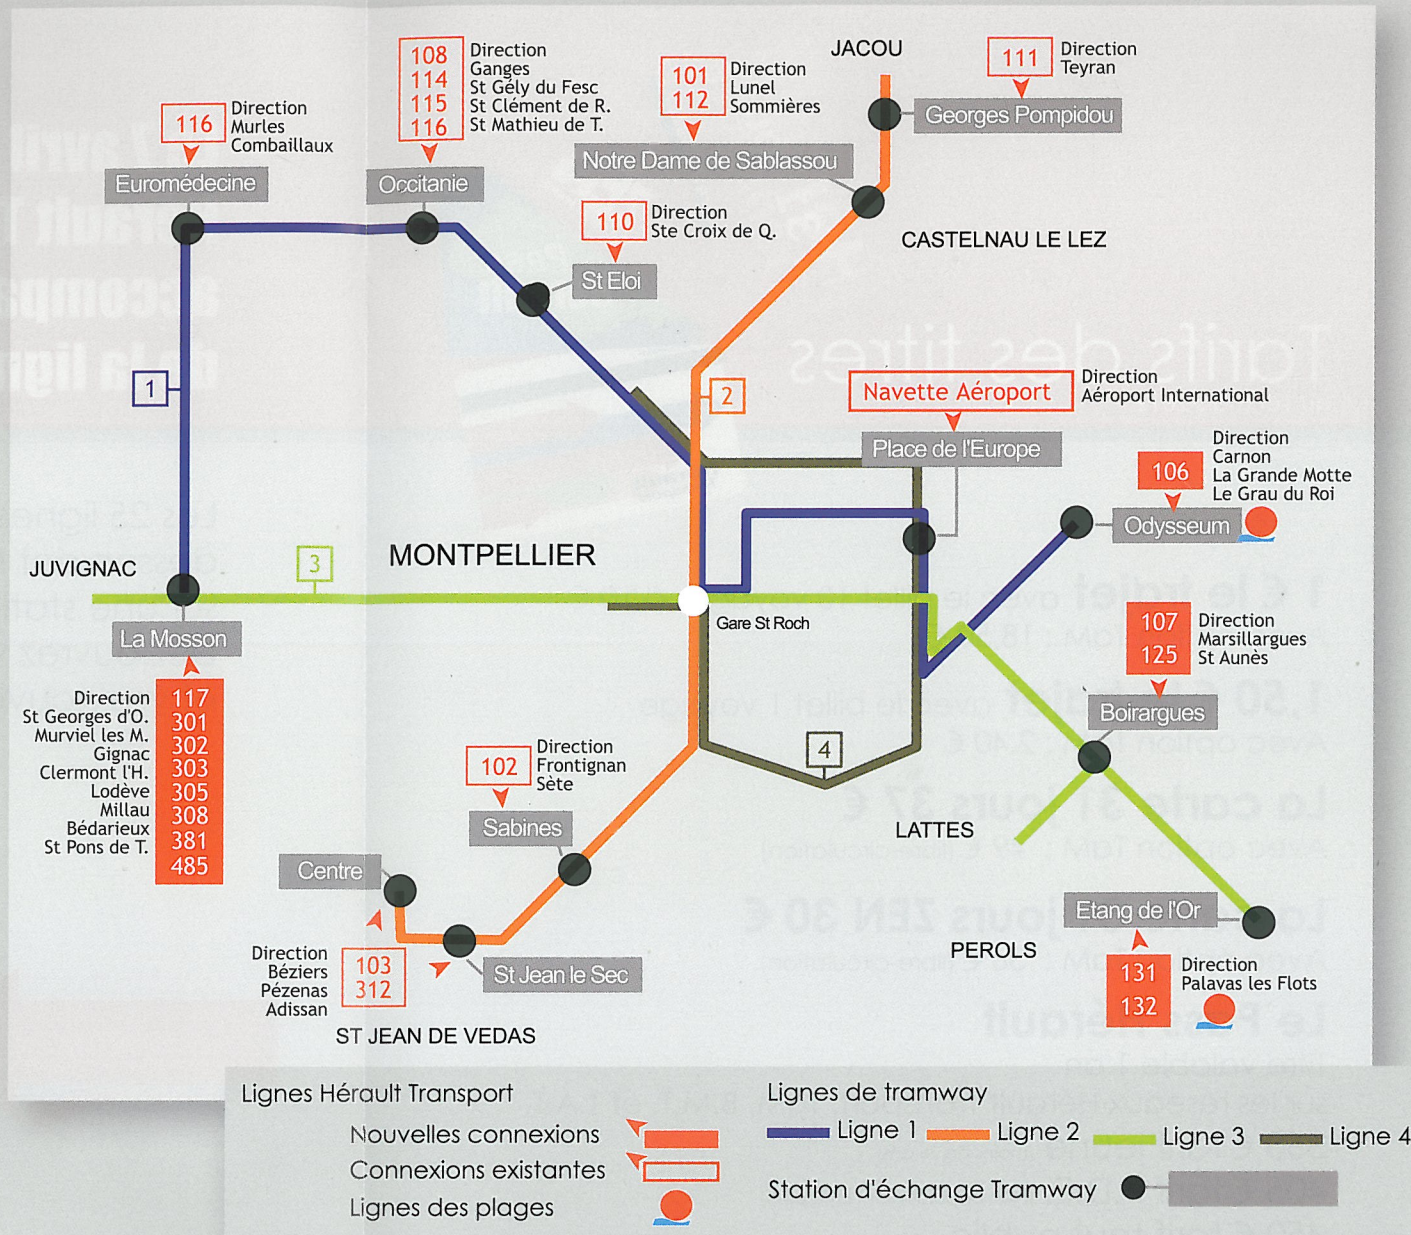 JACOU
111
Direction
Teyran
Georges Pompidou
108
114
115
116
Direction
Ganges
St Gély du Fesc
St Clément de R.
St Mathieu de T.
Occitanie
101
112
Direction
Lunel
Sommières
Notre Dame de Sablassou
116
Direction
Murles
Combaillaux
Euromédecine
110
Direction
Ste Croix de Q.
St Eloi
CASTELNAU LE LEZ
1
2
Navette Aéroport
Direction
Aéroport International
Place de l'Europe
106
Direction
Carnon
La Grande Motte
Le Grau du Roi
Odysseum
JUVIGNAC
3
MONTPELLIER
Gare St Roch
La Mosson
Direction
St Georges d'O.
Murviel les M.
Gignac
Clermont l'H.
Lodève
Millau
Bédarieux
St Pons de T.
117
301
302
303
305
308
381
485
107
125
Direction
Marsillargues
St Aunès
Boirargues
4
102
Direction
Frontignan
Sète
Sabines
LATTES
Centre
Etang de l'Or
PEROLS
Direction
Béziers
Pézenas
Adissan
103
312
St Jean le Sec
131
132
Direction
Palavas les Flots
ST JEAN DE VEDAS
Lignes Hérault Transport
Nouvelles connexions
Connexions existantes
Lignes des plages
Lignes de tramway
Ligne 1
Ligne 2
Ligne 3
Ligne 4
Station d'échange Tramway